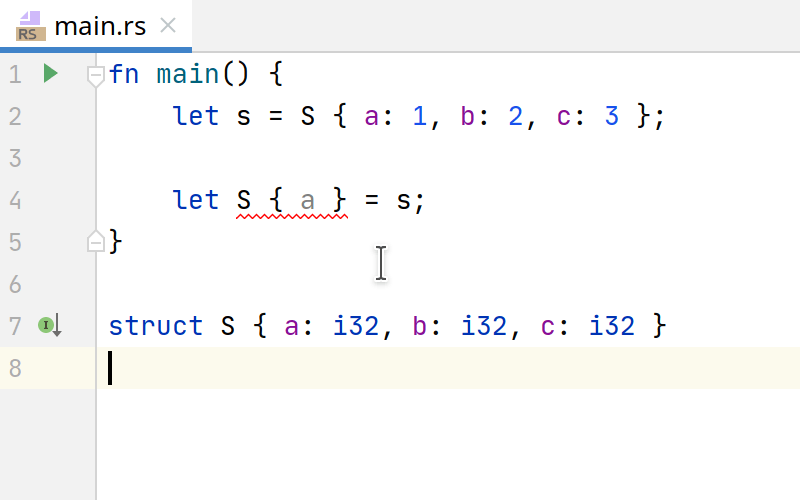 RS main.rs
1 fn main() {
2 let s = S { a: 1, b: 2, c: 3 };
3
4 let S { a } = s;
5 }
6
7 I struct S { a: i32, b: i32, c: i32 }
8